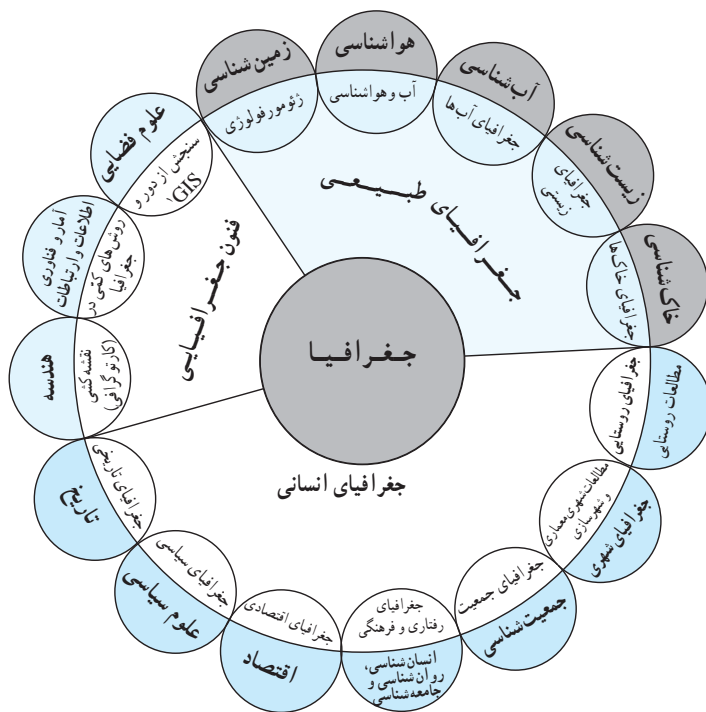 جغرافیا
جغرافیای طبیعی
زمین شناسی
ژئومورفولوژی
هواشناسی
آب و هواشناسی
آب شناسی
جغرافیای آب ها
زیست شناسی
جغرافیای
زیستی
خاک شناسی
جغرافیای خاک ها
جغرافیای انسانی
مطالعات روستایی
جغرافیای روستایی
جغرافیای شهری
مطالعات شهری،معماری
و شهرسازی
جمعیت شناسی
جغرافیای جمعیت
جغرافیای
رفتاری و فرهنگی
انسان شناسی،
روان شناسی و
جامعه شناسی
جغرافیای اقتصادی
اقتصاد
جغرافیای سیاسی
علوم سیاسی
جغرافیای تاریخی
تاریخ
فنون جغرافیایی
هندسه
نقشه کشی
(کارتوگرافی)
آمار و فناوری
اطلاعات و ارتباطات
روش های کمّی در
جغرافیا
علوم فضایی
سنجش از دور و
GIS\